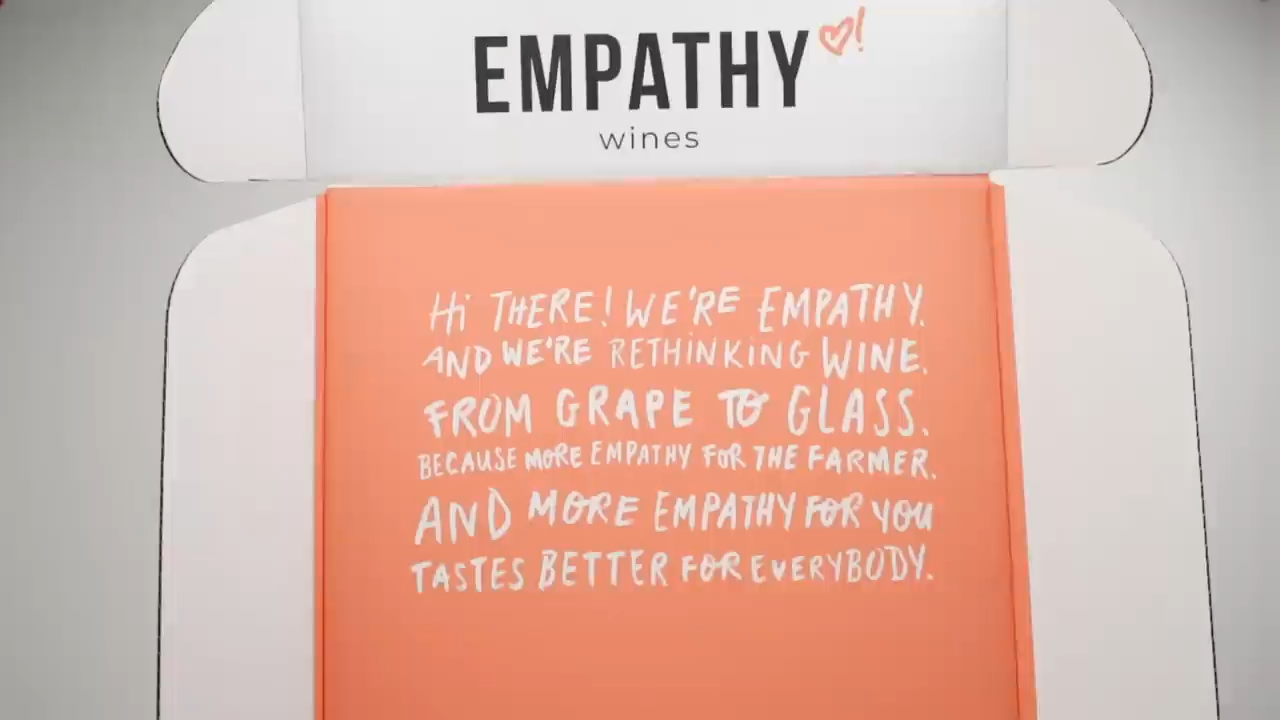 EMPATHY
wines
Hi THERE! WE'RE EMPATHY.
AND WE'RE RETHiNKiNG WINE.
FROM GRAPE TO GLASS.
BECAUSE MORE EMPATHY FOR THE FARMER.
AND MORE EMPATHY FOR YOU
TASTES BETTER FOR EVERYBODY.